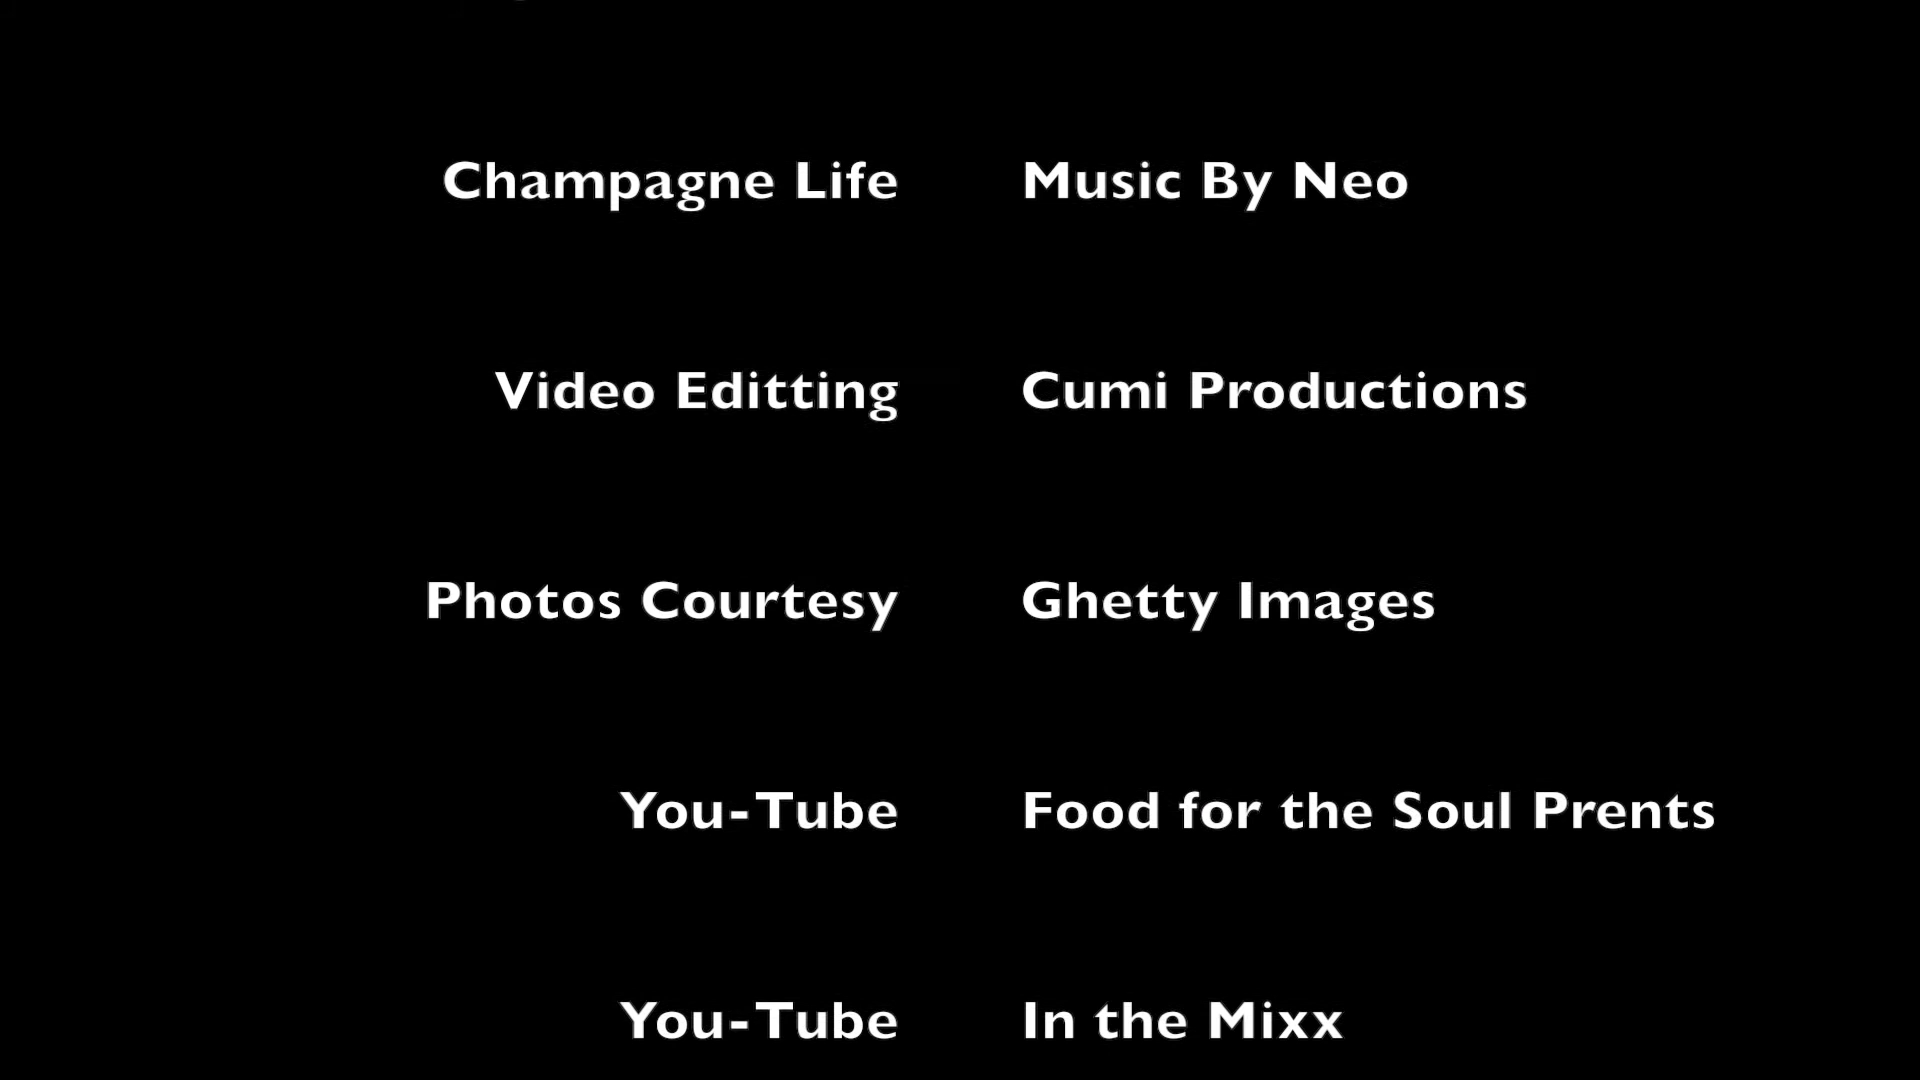 Champagne Life Music By Neo
Video Editting Cumi Productions
Photos Courtesy Ghetty Images
You-Tube Food for the Soul Prents
You-Tube In the Mixx